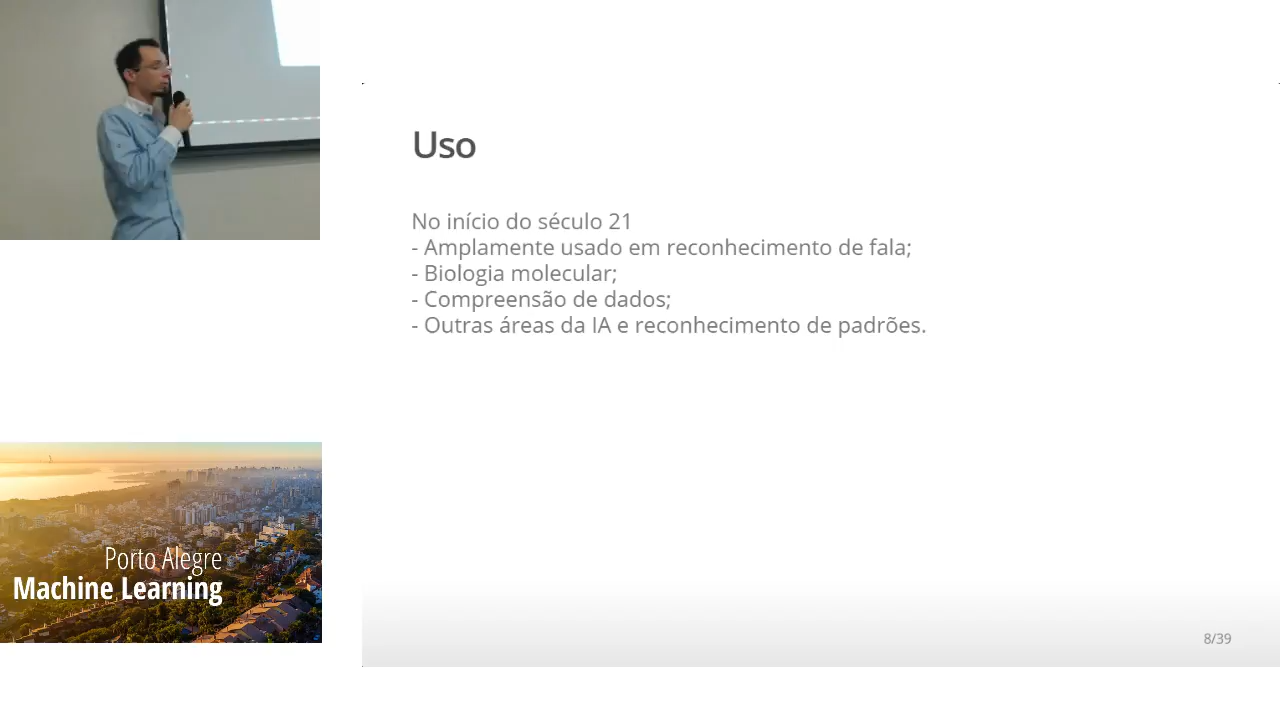 Uso
No início do século 21
- Amplamente usado em reconhecimento de fala;
- Biologia molecular;
- Compreensão de dados;
- Outras áreas da IA e reconhecimento de padrões.
8/39
Porto Alegre
Machine Learning